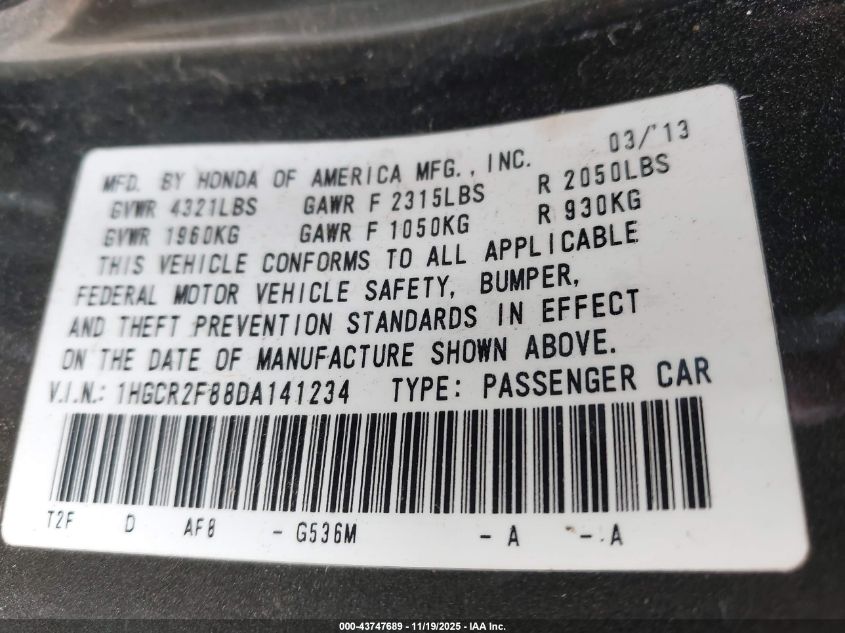 03/'13
MFD. BY HONDA OF AMERICA MFG., INC.
GVWR 4321LBS GAWR F 2315LBS R 2050LBS
GVWR 1960KG GAWR F 1050KG R 930KG
THIS VEHICLE CONFORMS TO ALL APPLICABLE
FEDERAL MOTOR VEHICLE SAFETY, BUMPER,
AND THEFT PREVENTION STANDARDS IN EFFECT
ON THE DATE OF MANUFACTURE SHOWN ABOVE.
V.I.N.: 1HGCR2F88DA141234 TYPE: PASSENGER CAR
T2F D AF8 - G536M - A - A
000-43747689 - 11/19/2025 - IAA Inc.